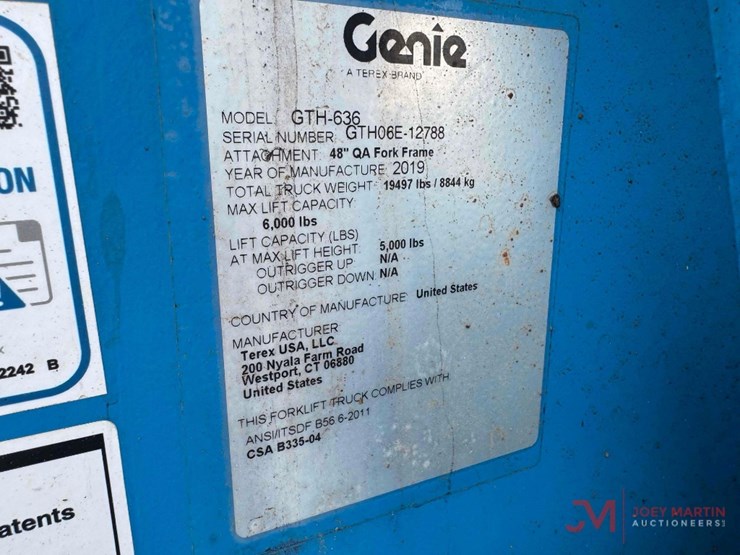 Genie
A TEREX BRAND
MODEL: GTH-636
SERIAL NUMBER: GTH06E-12788
ATTACHMENT: 48" QA Fork Frame
YEAR OF MANUFACTURE: 2019
TOTAL TRUCK WEIGHT: 19497 lbs / 8844 kg
MAX LIFT CAPACITY:
6,000 lbs
LIFT CAPACITY (LBS)
AT MAX LIFT HEIGHT: 5,000 lbs
OUTRIGGER UP: N/A
OUTRIGGER DOWN: N/A
COUNTRY OF MANUFACTURE: United States
MANUFACTURER:
Terex USA, LLC.
200 Nyala Farm Road
Westport, CT 06880
United States
THIS FORKLIFT TRUCK COMPLIES WITH:
ANSI/ITSDF B56.6-2011
CSA B335-04
ON
2242 B
atents
JM JOEY MARTIN
AUCTIONEERS